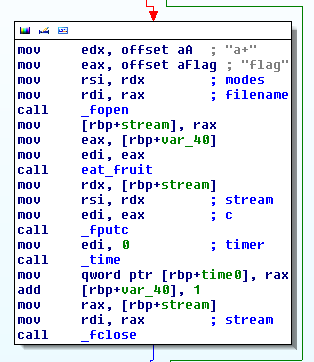 mov edx, offset aA ; "a+"
mov eax, offset aFlag ; "flag"
mov rsi, rdx ; modes
mov rdi, rax ; filename
call _fopen
mov [rbp+stream], rax
mov eax, [rbp+var_40]
mov edi, eax
call eat_fruit
mov rdx, [rbp+stream]
mov rsi, rdx ; stream
mov edi, eax ; c
call _fputc
mov edi, 0 ; timer
call _time
mov qword ptr [rbp+time0], rax
add [rbp+var_40], 1
mov rax, [rbp+stream]
mov rdi, rax ; stream
call _fclose